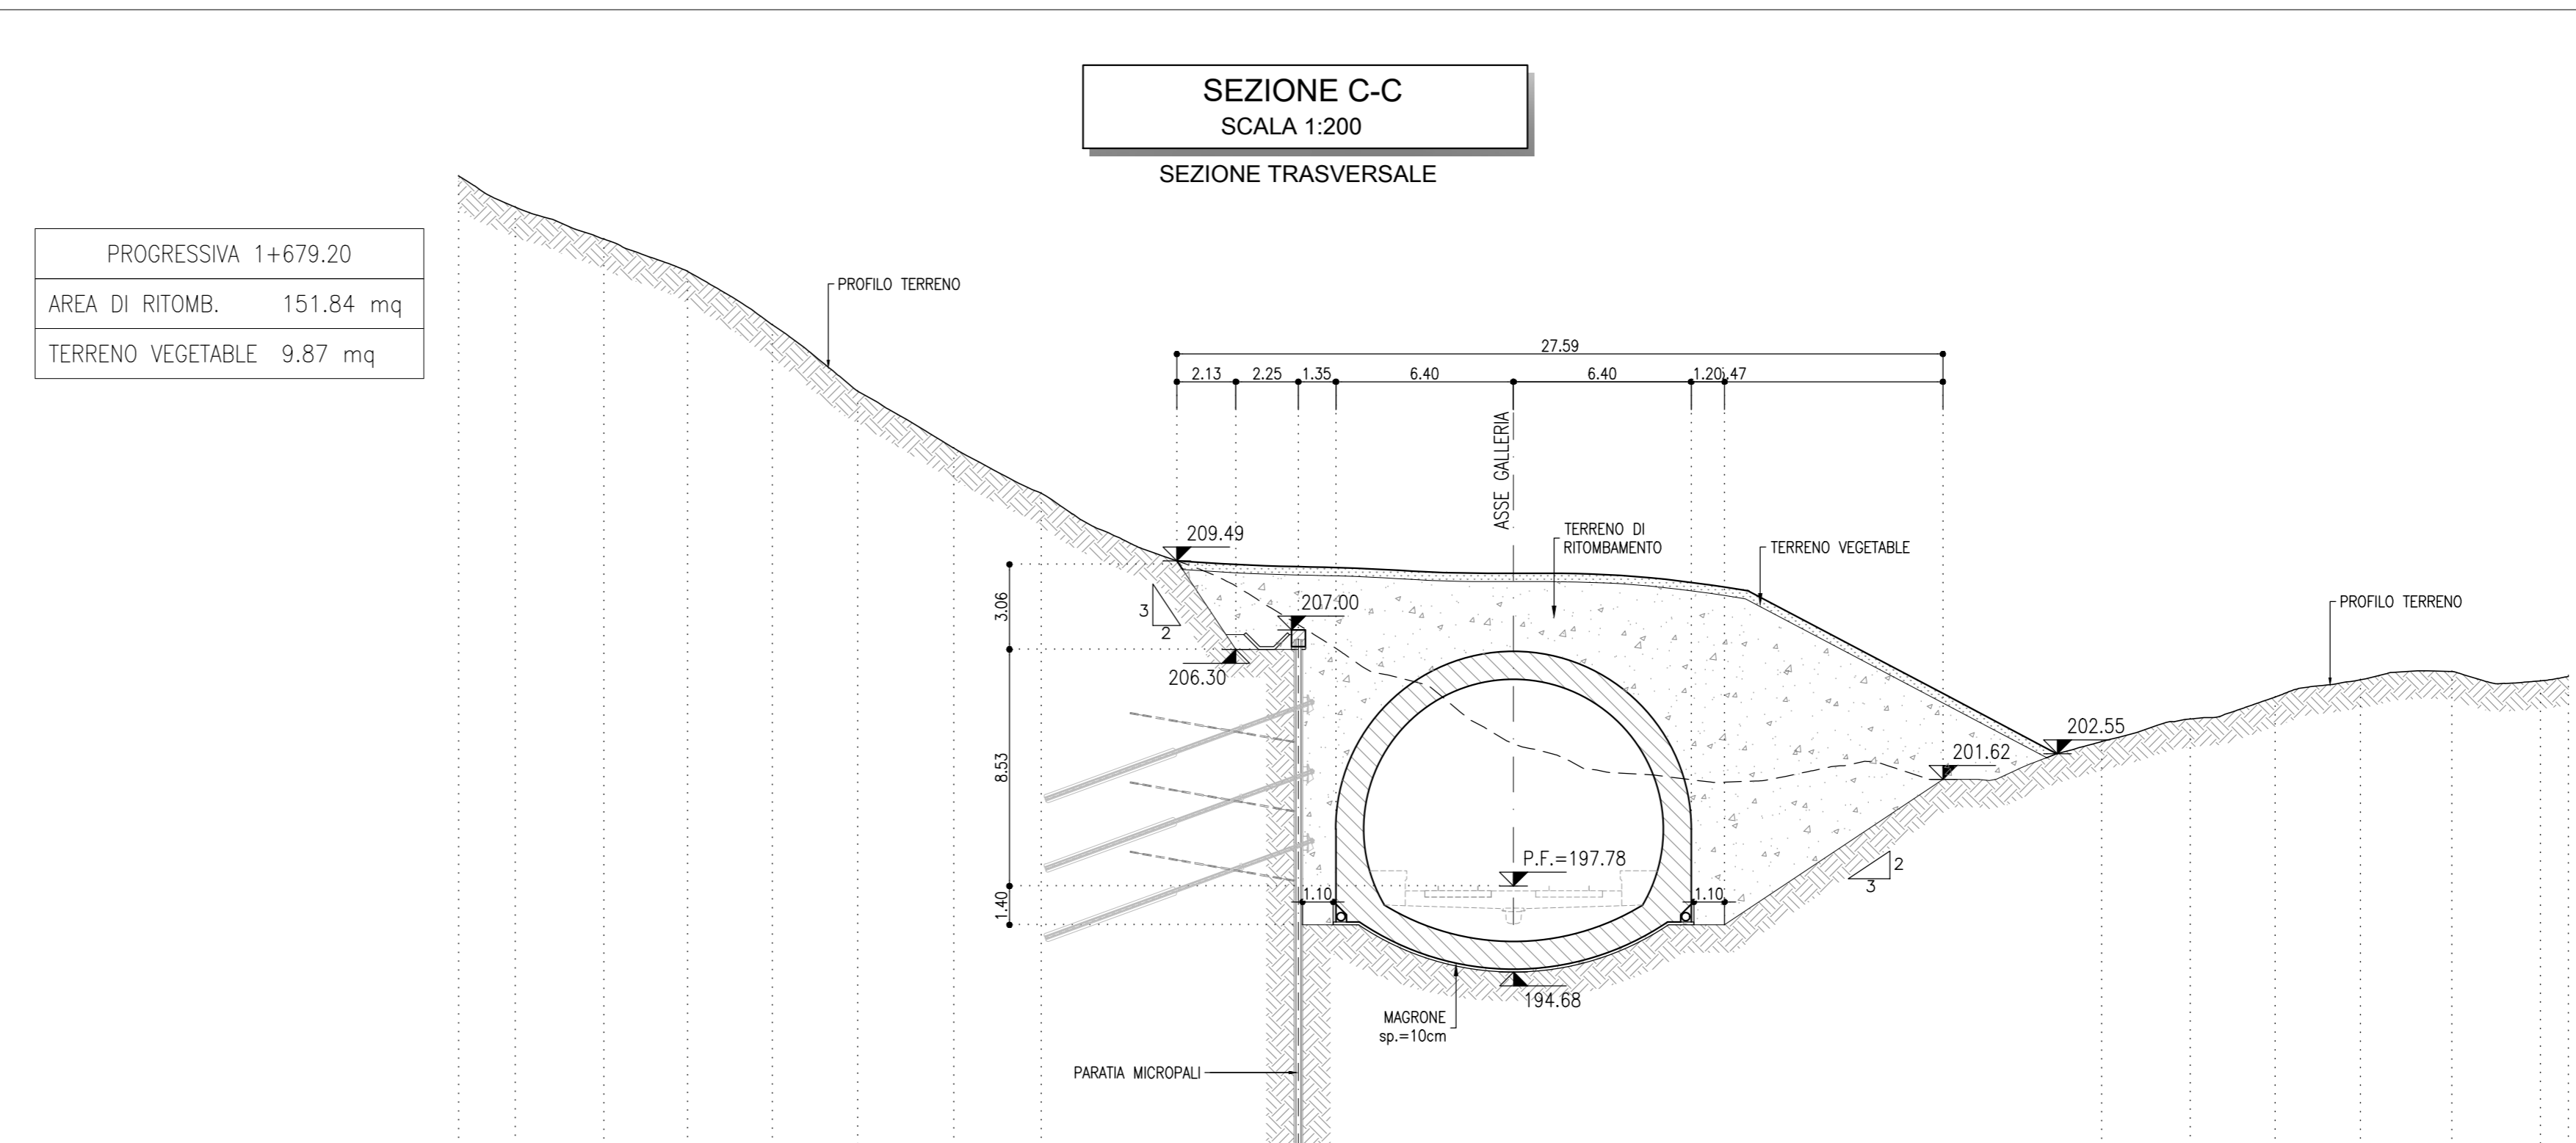 SEZIONE C-C
SCALA 1:200
SEZIONE TRASVERSALE
PROGRESSIVA 1+679.20
AREA DI RITOMB. 151.84 mq
TERRENO VEGETABLE 9.87 mq
PROFILO TERRENO
27.59
2.13 2.25 1.35 6.40 6.40 1.20
ASSE GALLERIA
209.49
TERRENO DI
RITOMBAMENTO
TERRENO VEGETABLE
3.06
3
2
207.00
PROFILO TERRENO
206.30
202.55
201.62
8.53
P.F.=197.78
2
3
1.40
1.10
1.10
194.68
MAGRONE
sp.=10cm
PARATIA MICROPALI